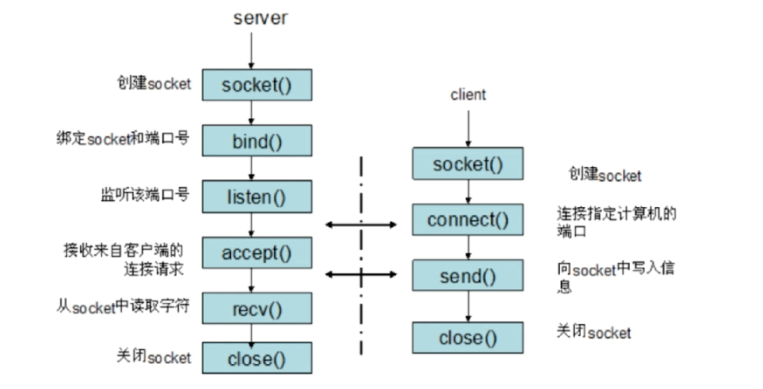 server
创建socket
socket()
绑定socket和端口号
bind()
监听该端口号
listen()
接收来自客户端的
连接请求
accept()
从socket中读取字符
recv()
关闭socket
close()
client
socket()
创建socket
connect()
连接指定计算机的
端口
send()
向socket中写入信
息
close()
关闭socket